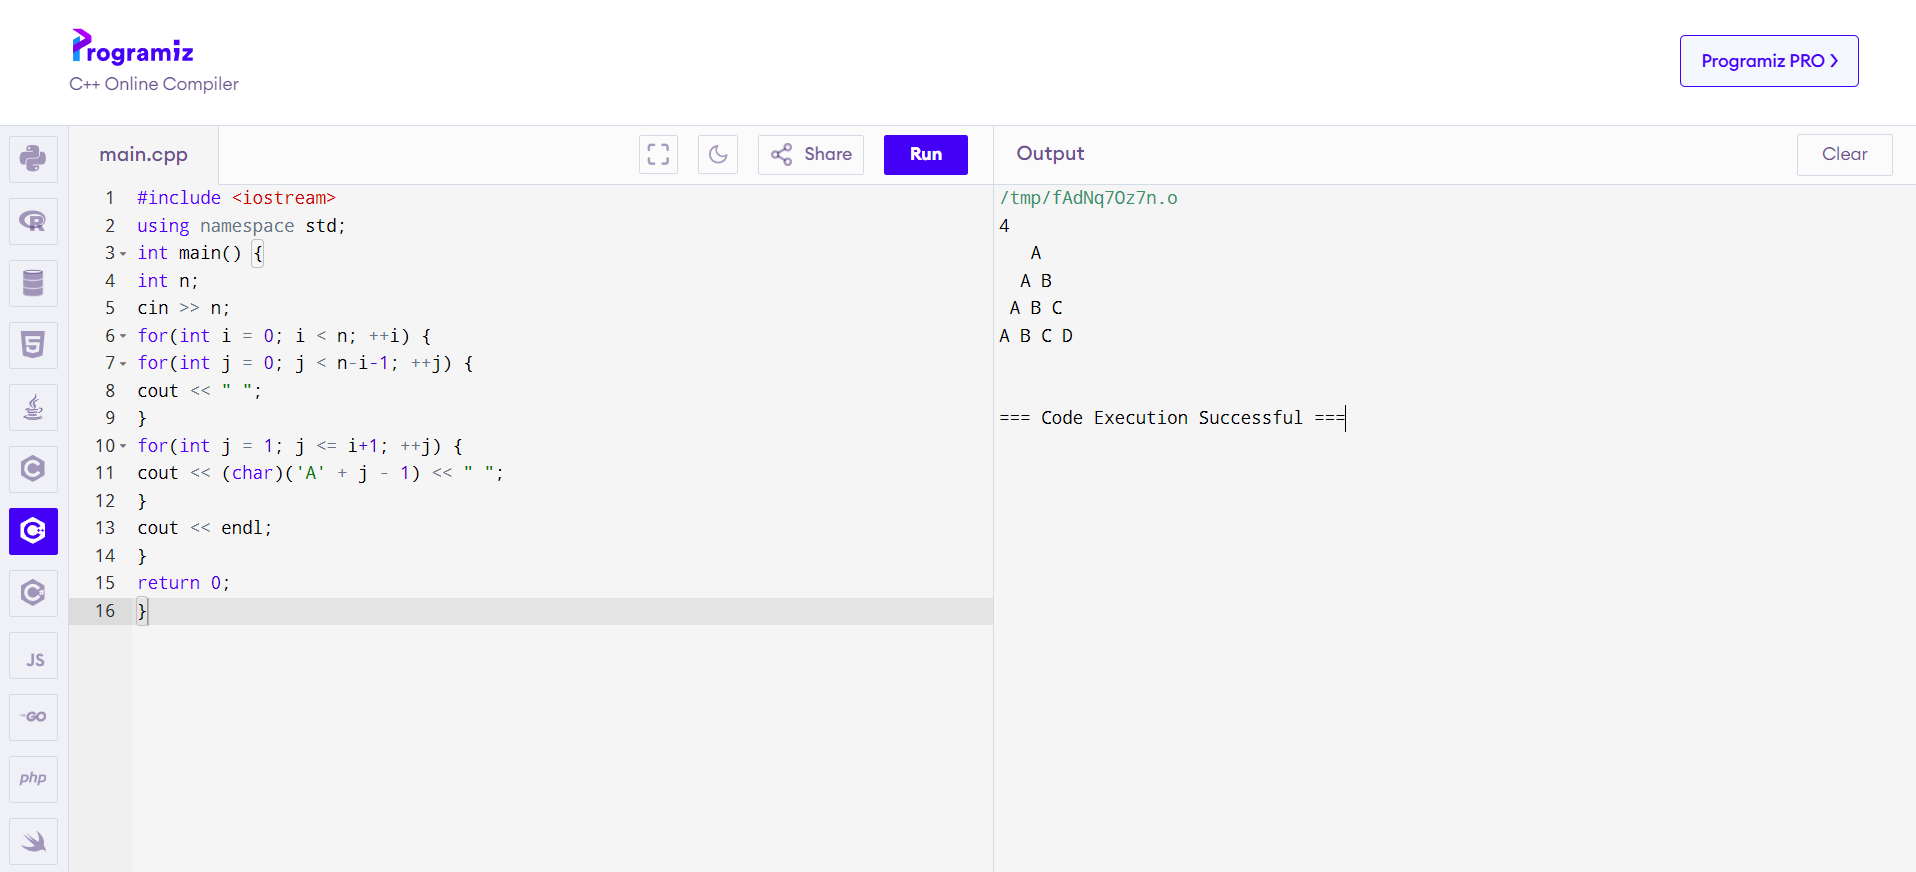 Programiz
C++ Online Compiler
Programiz PRO >
main.cpp
Share
Run
Output
Clear
1 #include <iostream>
2 using namespace std;
3 int main() {
4 int n;
5 cin >> n;
6 for(int i = 0; i < n; ++i) {
7 for(int j = 0; j < n-i-1; ++j) {
8 cout << " ";
9 }
10 for(int j = 1; j <= i+1; ++j) {
11 cout << (char)('A' + j - 1) << " ";
12 }
13 cout << endl;
14 }
15 return 0;
16 }
/tmp/fAdNq7Oz7n.o
4
   A
  A B
 A B C
A B C D
=== Code Execution Successful ===
R
5
C
C++
C#
JS
GO
php